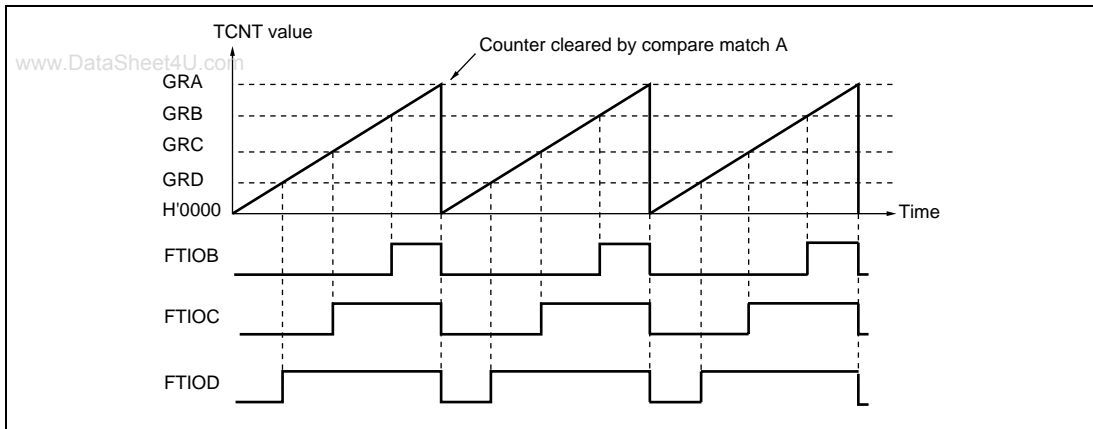 TCNT value
Counter cleared by compare match A
www.DataSheet4U.com
GRA
GRB
GRC
GRD
H'0000
Time
FTIOB
FTIOC
FTIOD